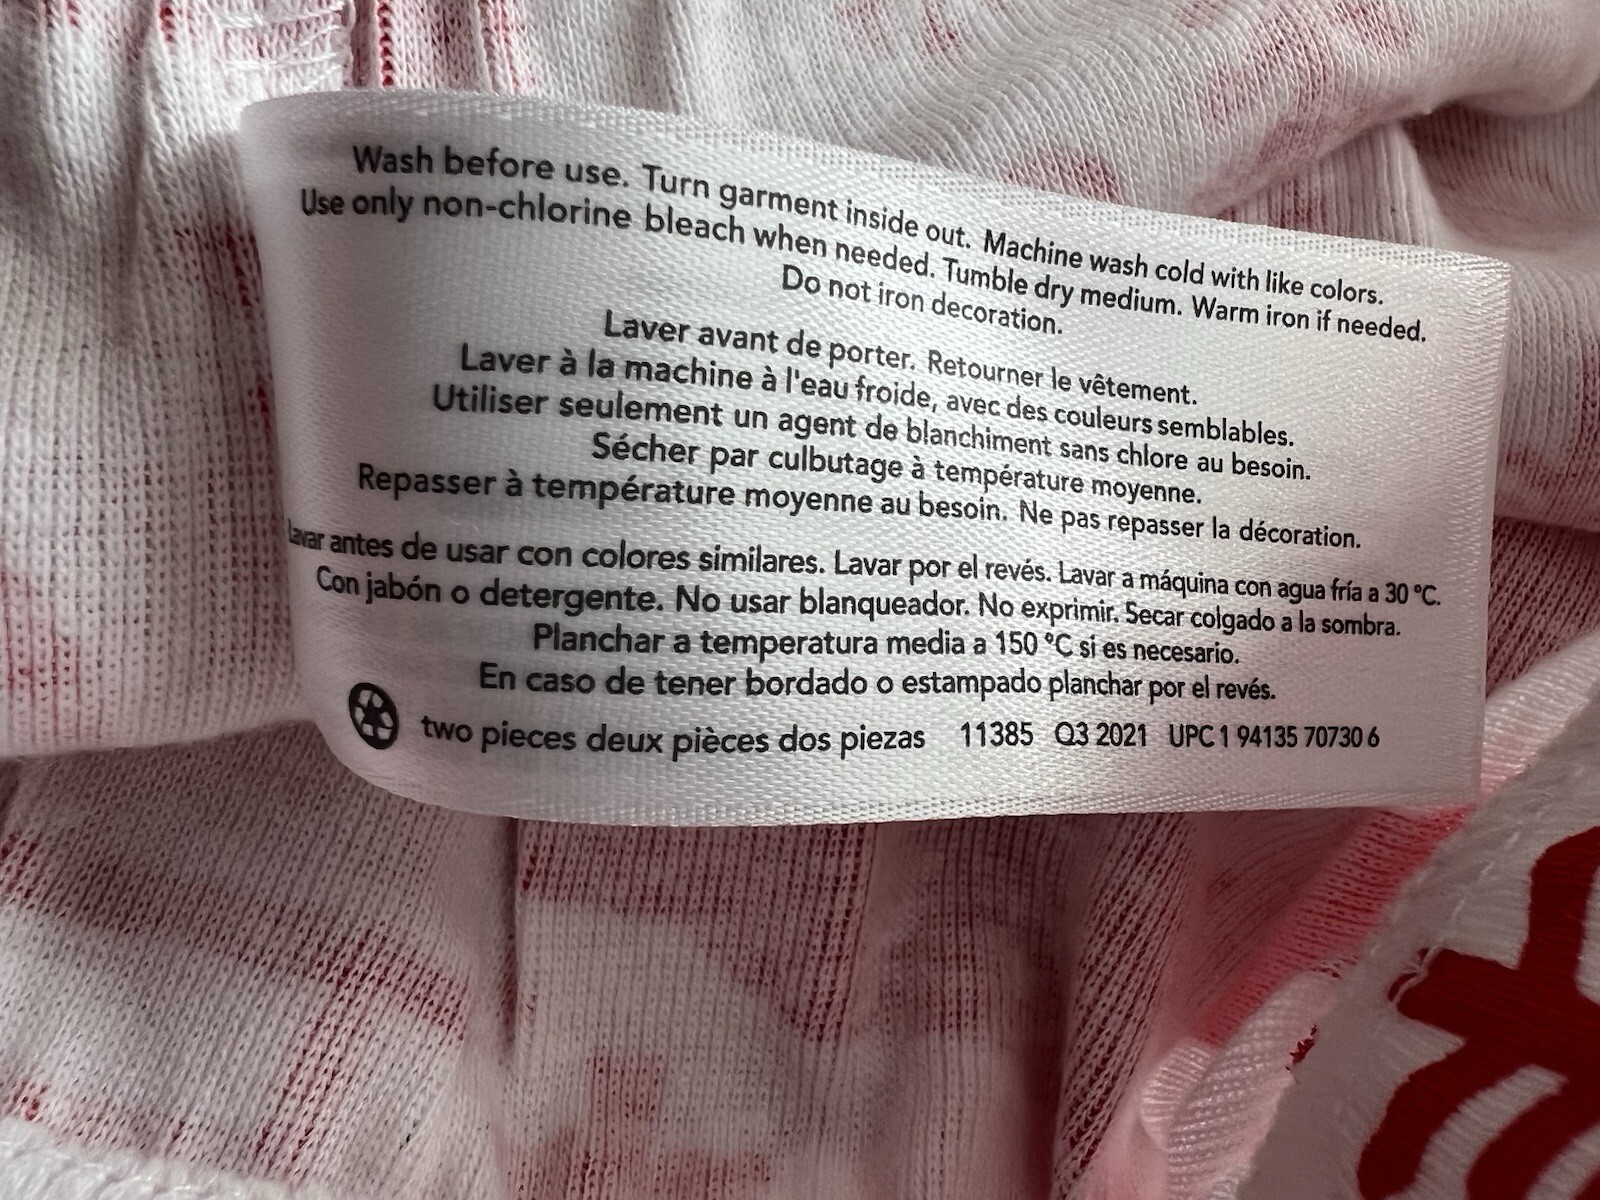 Wash before use. Turn garment inside out. Machine wash cold with like colors.
Use only non-chlorine bleach when needed. Tumble dry medium. Warm iron if needed.
Do not iron decoration.
Laver avant de porter. Retourner le vêtement.
Laver à la machine à l'eau froide, avec des couleurs semblables.
Utiliser seulement un agent de blanchiment sans chlore au besoin.
Sécher par culbutage à température moyenne.
Repasser à température moyenne au besoin. Ne pas repasser la décoration.
Lavar antes de usar con colores similares. Lavar por el revés. Lavar a máquina con agua fría a 30 °C.
Con jabón o detergente. No usar blanqueador. No exprimir. Secar colgado a la sombra.
Planchar a temperatura media a 150 °C si es necesario.
En caso de tener bordado o estampado planchar por el revés.
two pieces deux pièces dos piezas 11385 Q3 2021 UPC 1 94135 70730 6